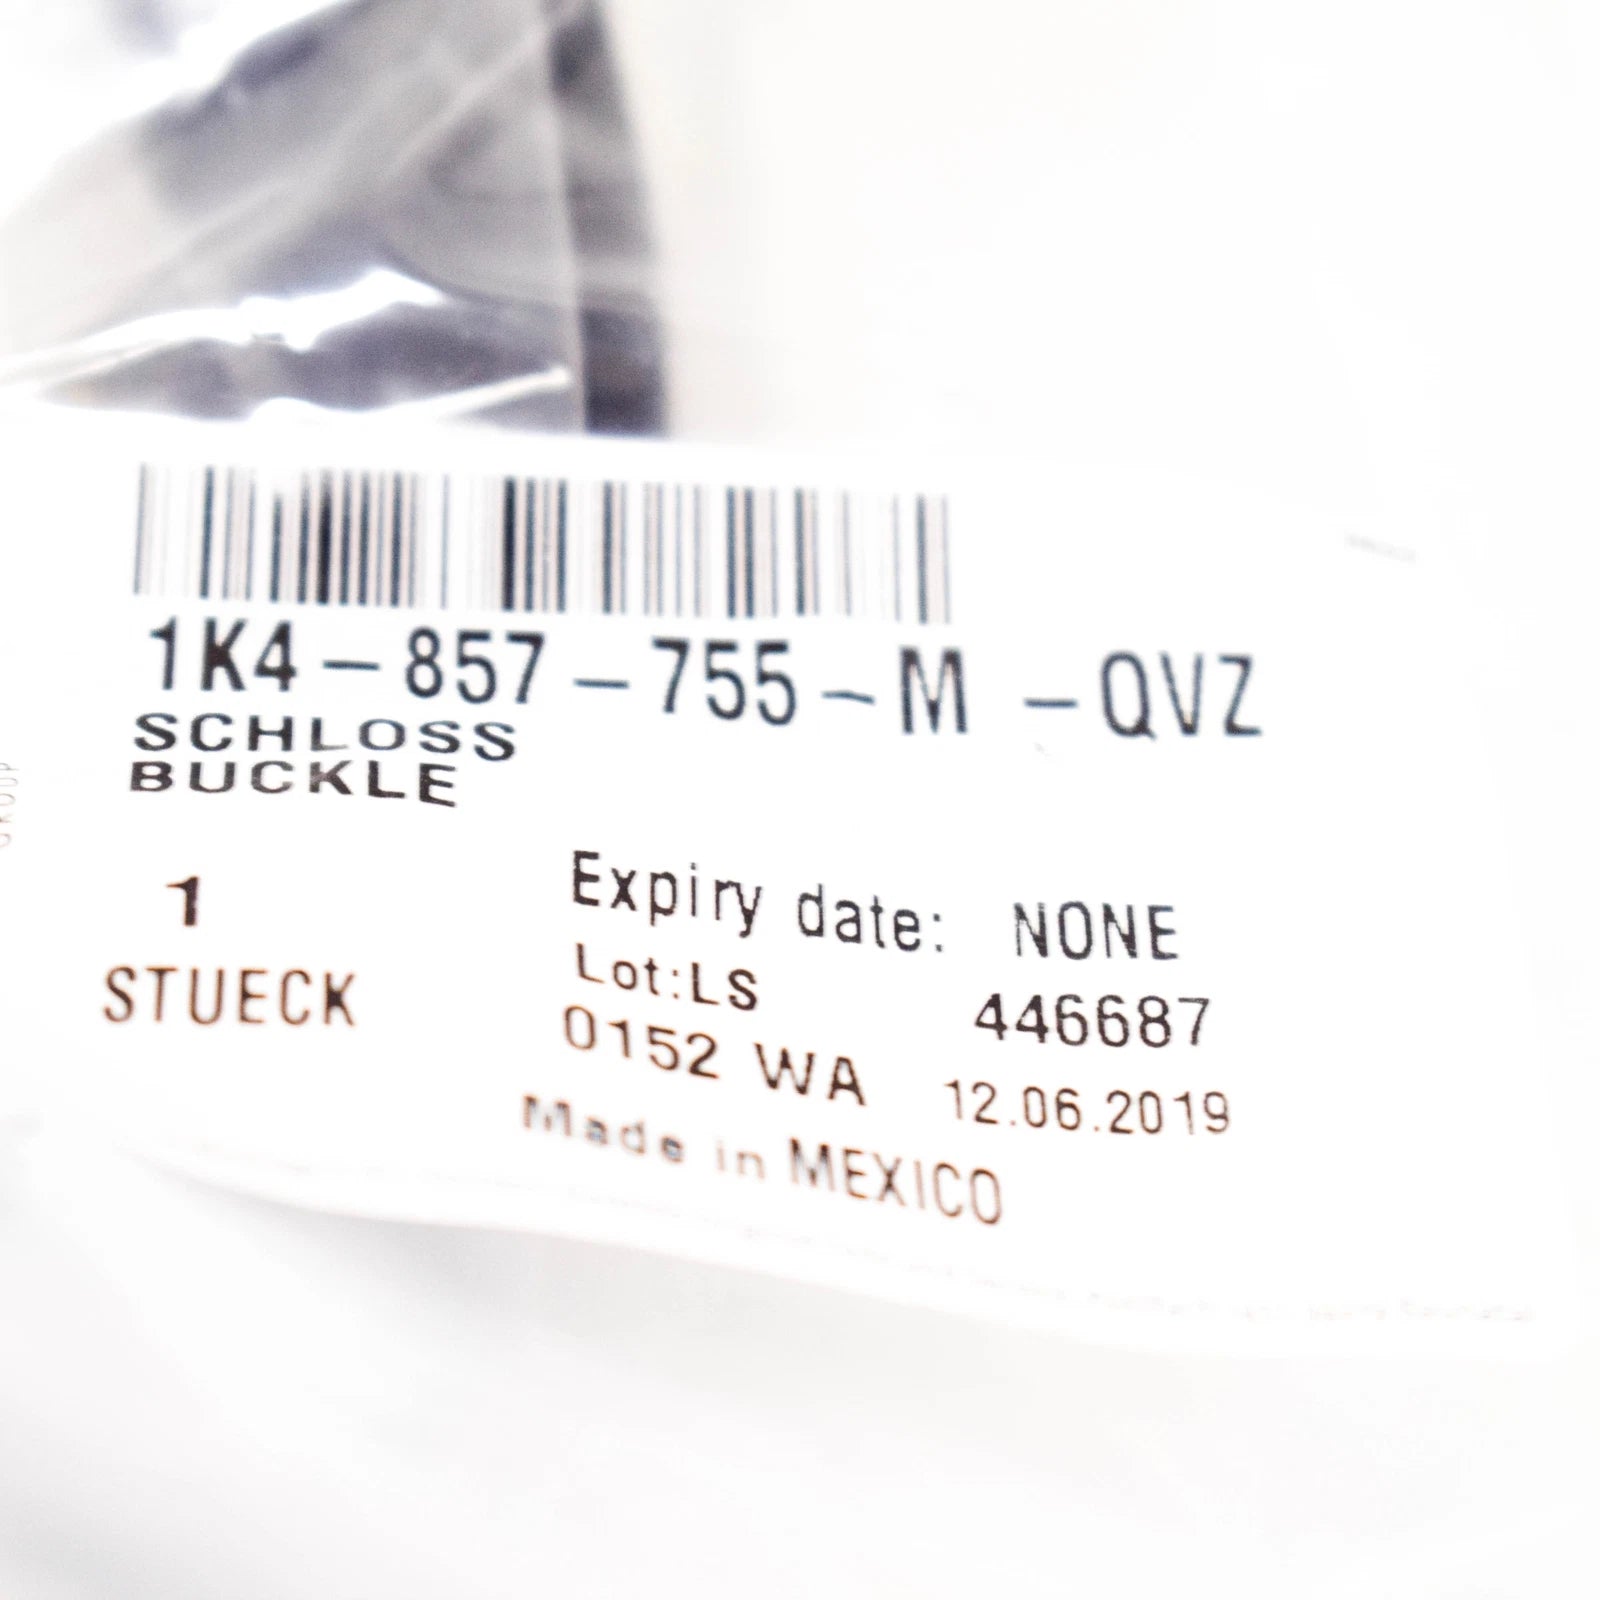 1K4-857-755-M -QVZ
SCHLOSS
BUCKLE
1
STUECK
Expiry date: NONE
Lot:LS 446687
0152 WA 12.06.2019
Made in MEXICO
GROUP